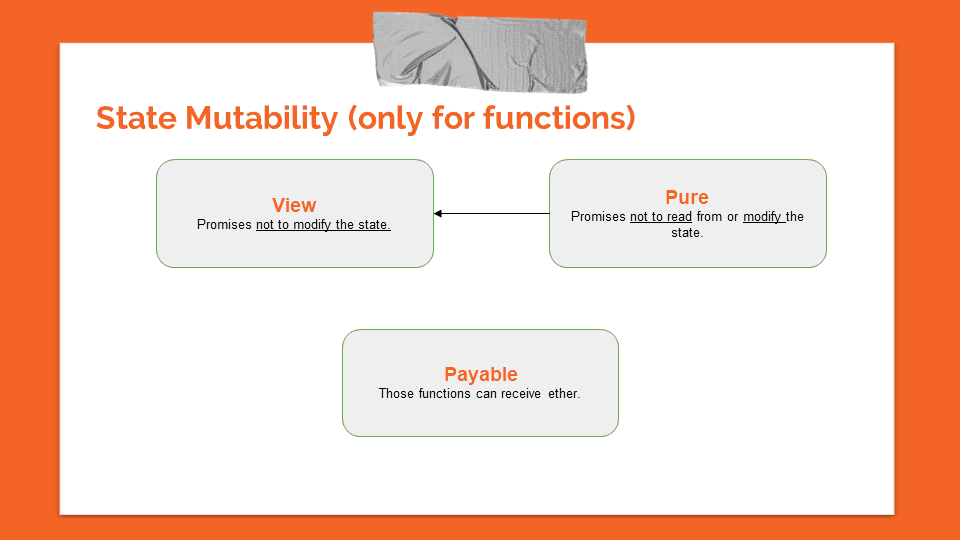 State Mutability (only for functions)
View
Promises not to modify the state.
Pure
Promises not to read from or modify the
state.
Payable
Those functions can receive ether.